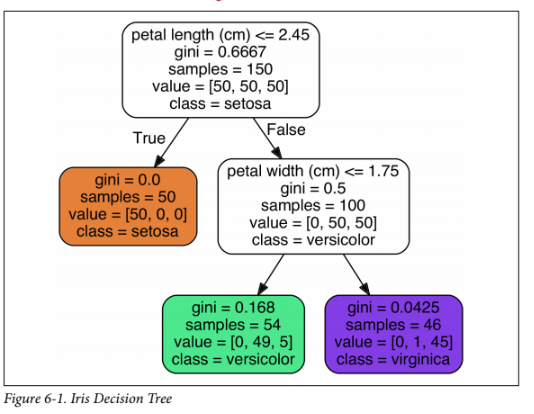 petal length (cm) <= 2.45
gini = 0.6667
samples = 150
value = [50, 50, 50]
class = setosa
True
False
gini = 0.0
samples = 50
value = [50, 0, 0]
class = setosa
petal width (cm) <= 1.75
gini = 0.5
samples = 100
value = [0, 50, 50]
class = versicolor
gini = 0.168
samples = 54
value = [0, 49, 5]
class = versicolor
gini = 0.0425
samples = 46
value = [0, 1, 45]
class = virginica
Figure 6-1. Iris Decision Tree